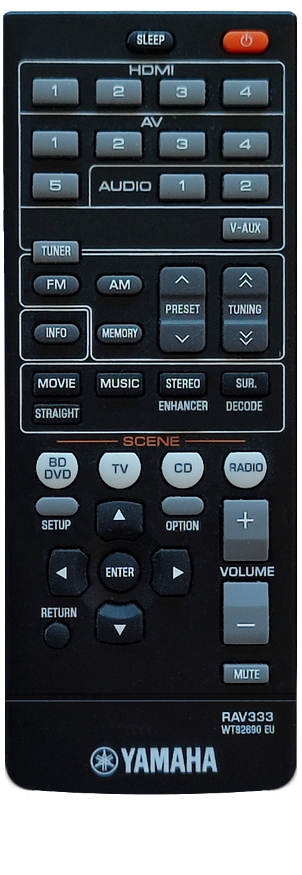 SLEEP
HDMI
1 2 3 4
AV
1 2 3 4
5 AUDIO 1 2
V-AUX
TUNER
FM AM PRESET TUNING
INFO MEMORY
MOVIE MUSIC STEREO SUR.
STRAIGHT ENHANCER DECODE
SCENE
BD DVD TV CD RADIO
SETUP OPTION
+
ENTER VOLUME
RETURN
–
MUTE
RAV333
WT92690 EU
YAMAHA